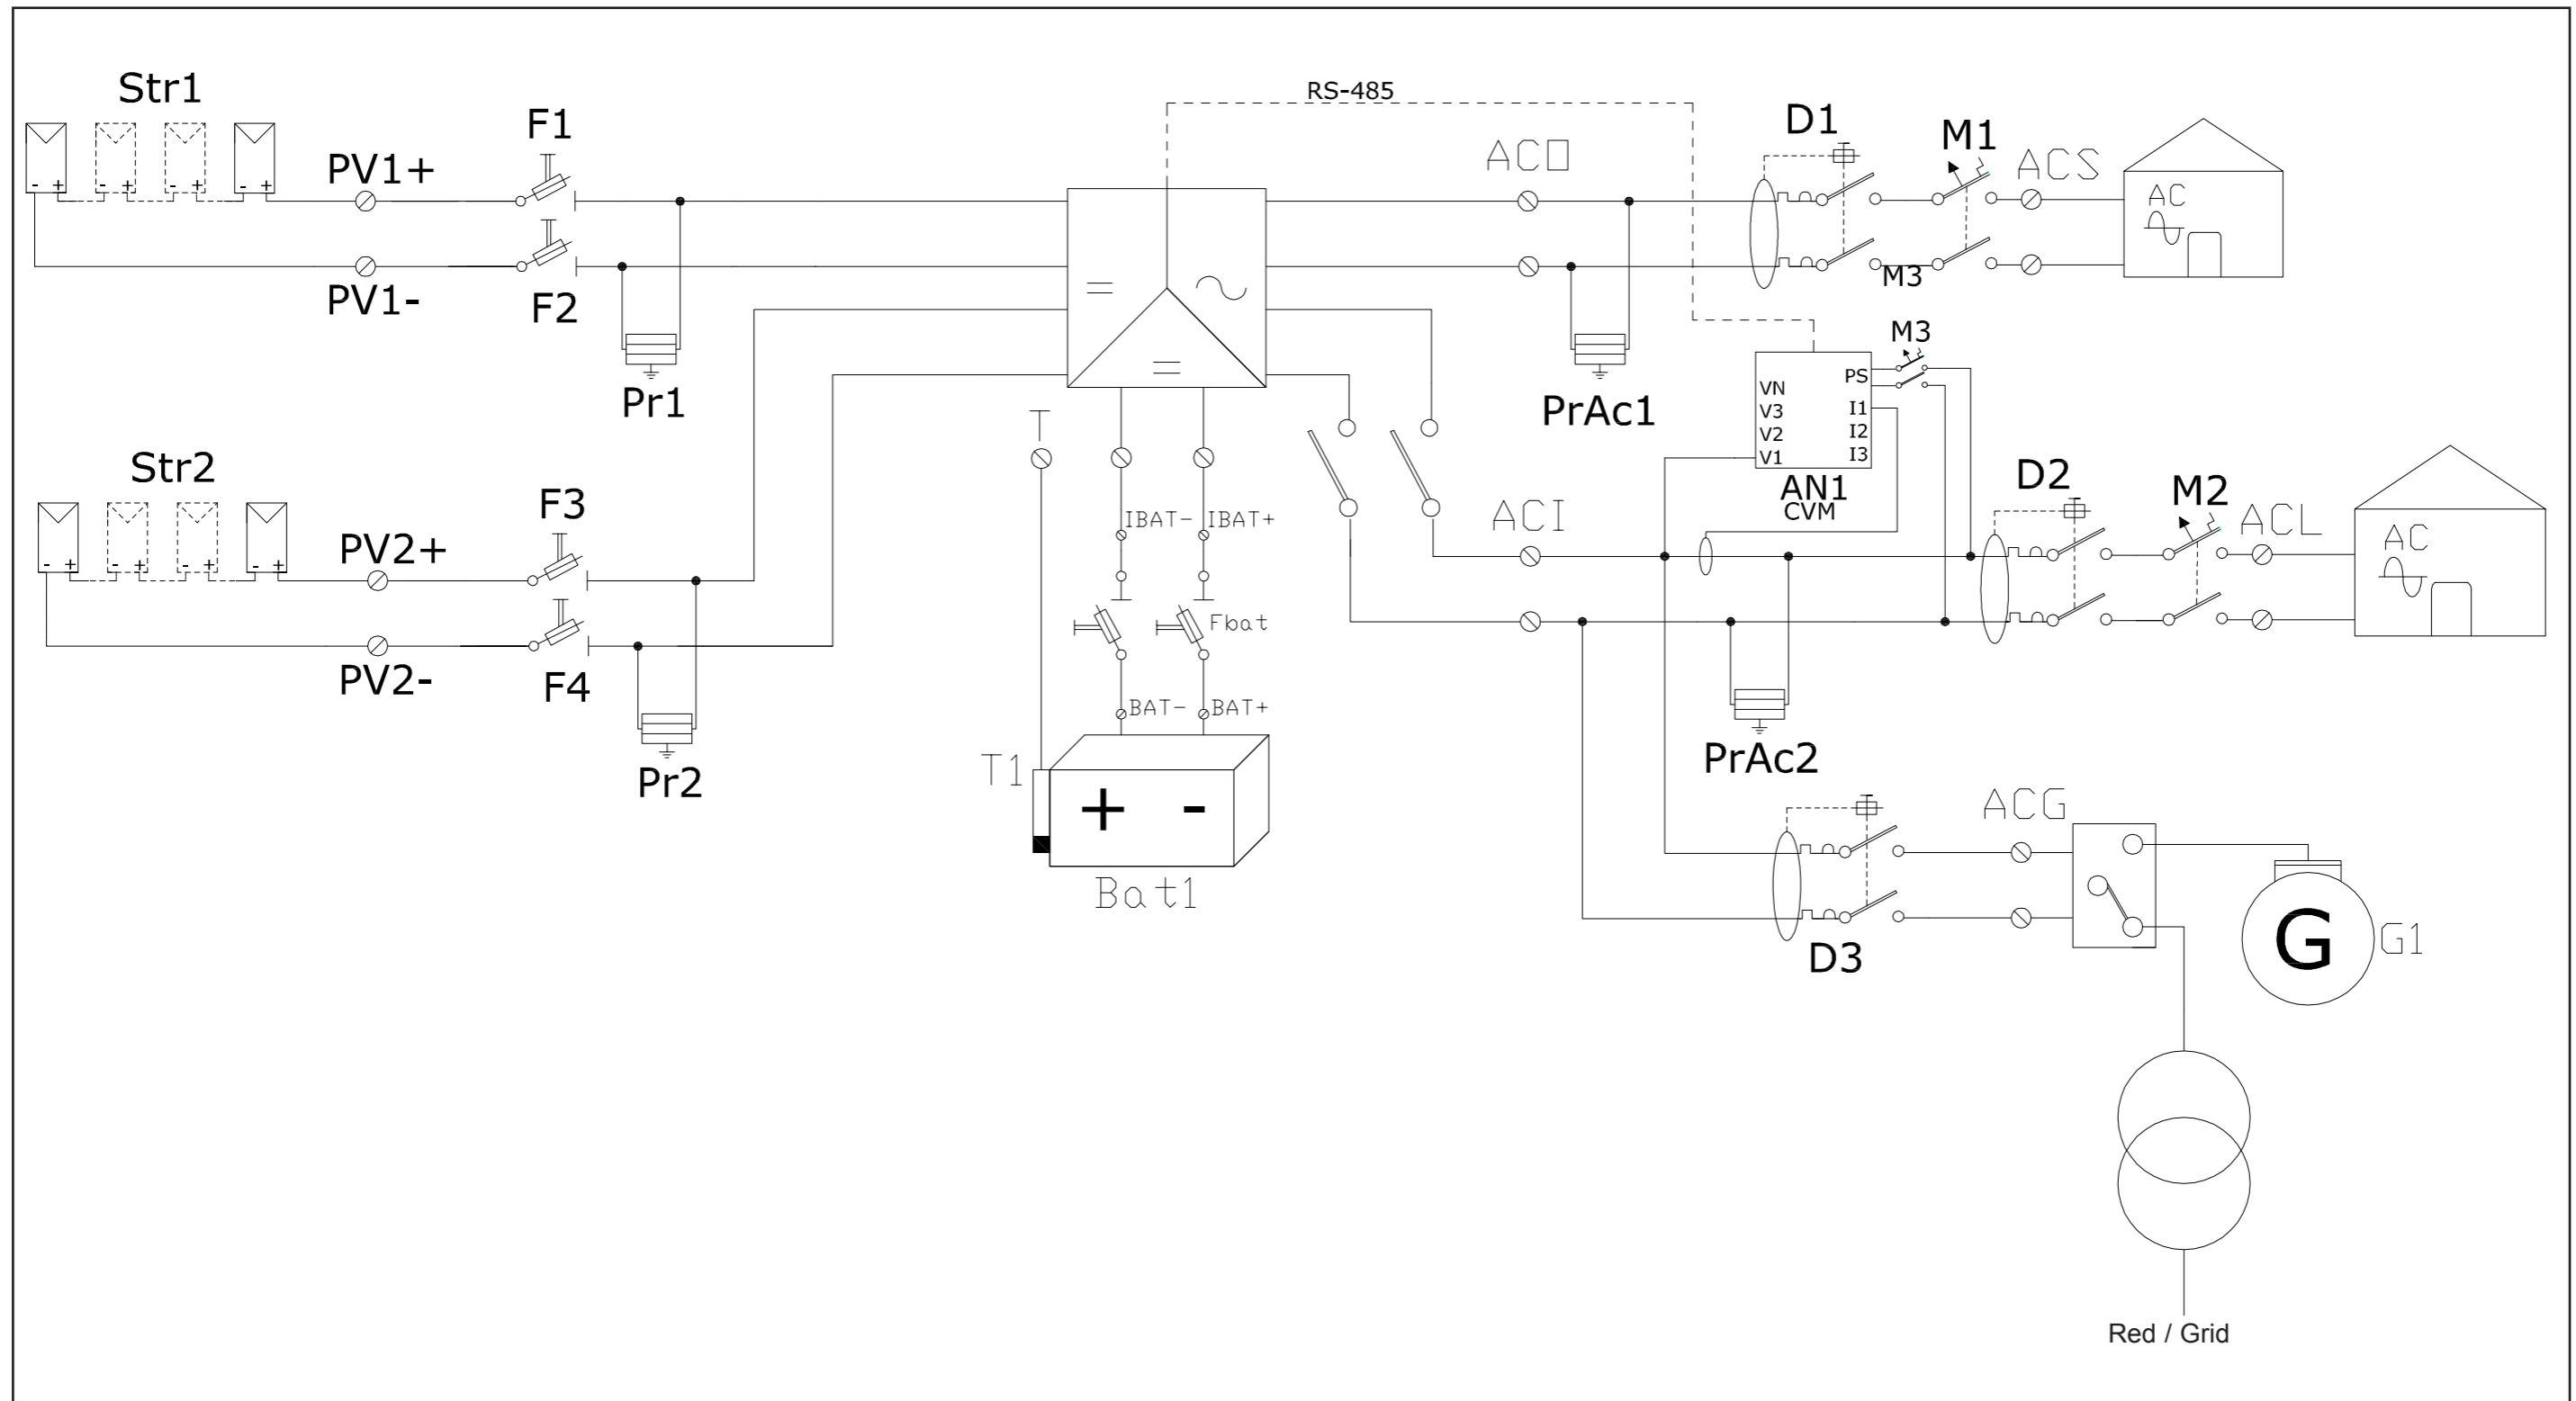 Str1
- +
- +
- +
- +
PV1+
PV1-
F1
F2
Pr1
RS-485
ACO
PrAc1
D1
M1
M3
ACS
AC
M3
VN
V3
V2
V1
PS
I1
I2
I3
AN1
CVM
Str2
- +
- +
- +
- +
PV2+
PV2-
F3
F4
Pr2
T
IBAT-
IBAT+
Fbat
BAT-
BAT+
T1
+ -
Bat1
ACI
PrAc2
D2
M2
ACL
AC
D3
ACG
G
G1
Red / Grid